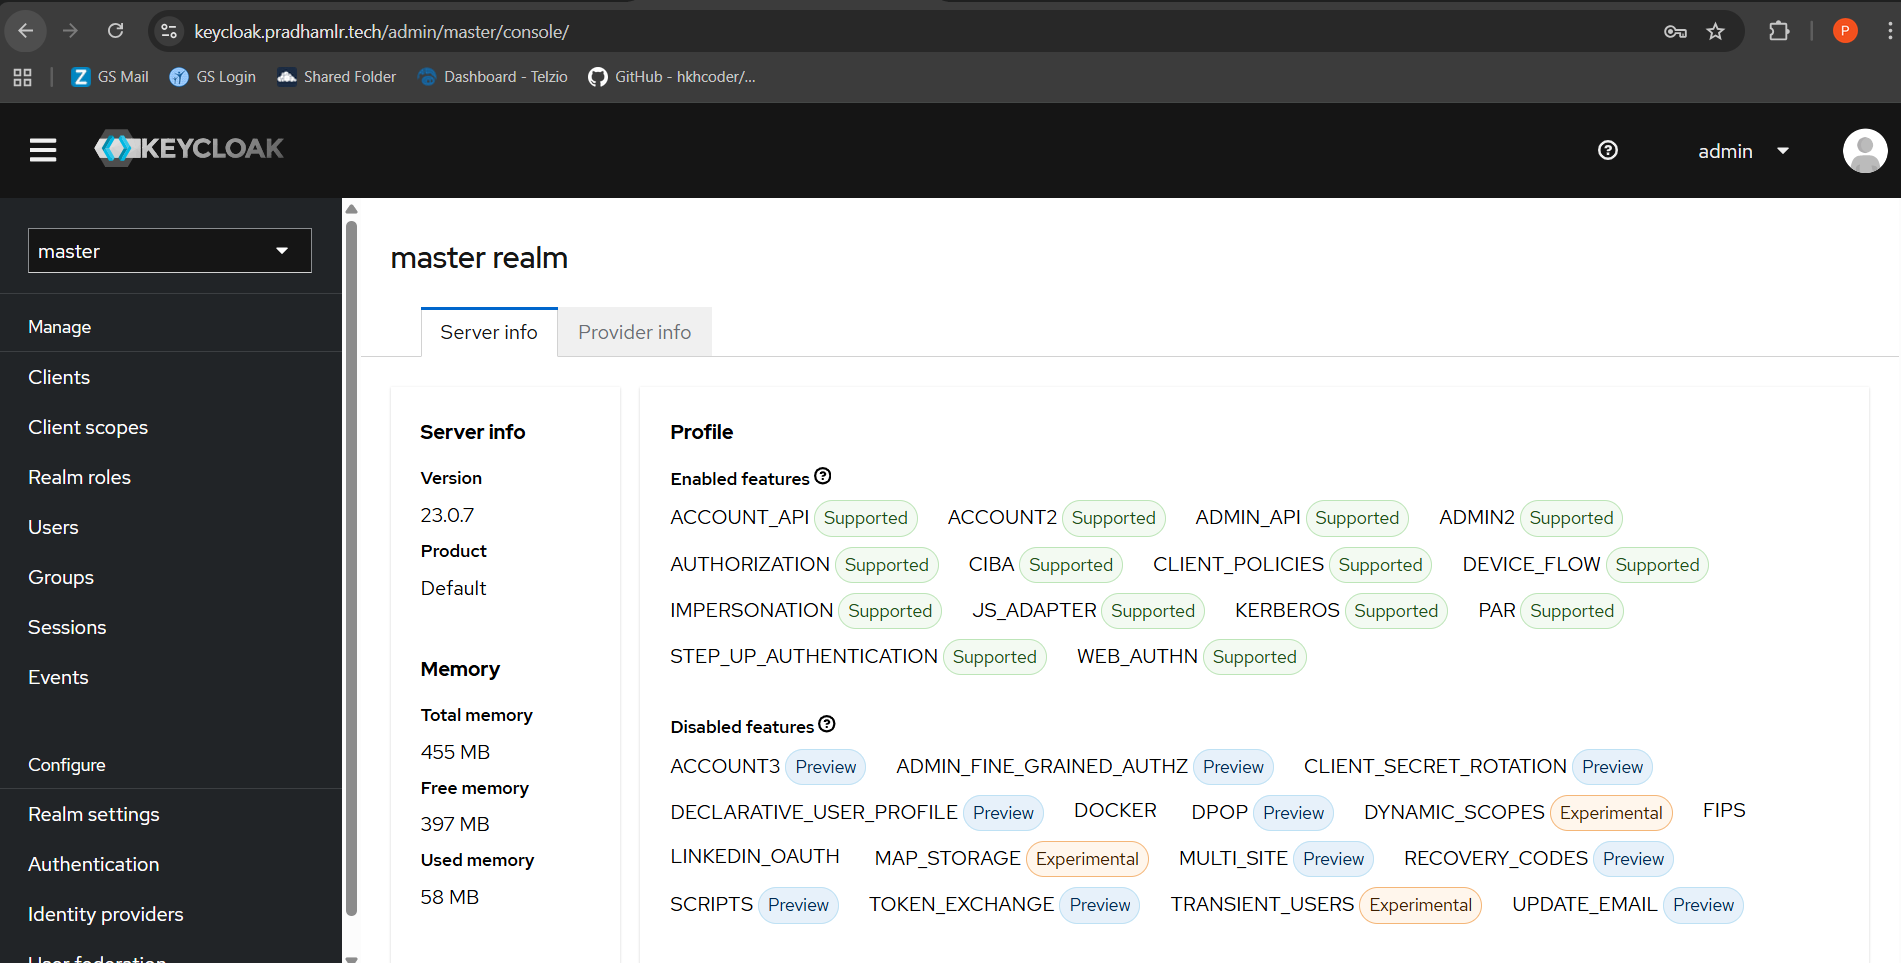 keycloak.pradhamlr.tech/admin/master/console/
P
GS Mail GS Login Shared Folder Dashboard - Telzio GitHub - hkhcoder/...
KEYCLOAK
admin
master
Manage
Clients
Client scopes
Realm roles
Users
Groups
Sessions
Events
Configure
Realm settings
Authentication
Identity providers
User federation
master realm
Server info Provider info
Server info
Version
23.0.7
Product
Default
Memory
Total memory
455 MB
Free memory
397 MB
Used memory
58 MB
Profile
Enabled features
ACCOUNT_API Supported ACCOUNT2 Supported ADMIN_API Supported ADMIN2 Supported
AUTHORIZATION Supported CIBA Supported CLIENT_POLICIES Supported DEVICE_FLOW Supported
IMPERSONATION Supported JS_ADAPTER Supported KERBEROS Supported PAR Supported
STEP_UP_AUTHENTICATION Supported WEB_AUTHN Supported
Disabled features
ACCOUNT3 Preview ADMIN_FINE_GRAINED_AUTHZ Preview CLIENT_SECRET_ROTATION Preview
DECLARATIVE_USER_PROFILE Preview DOCKER DPOP Preview DYNAMIC_SCOPES Experimental FIPS
LINKEDIN_OAUTH MAP_STORAGE Experimental MULTI_SITE Preview RECOVERY_CODES Preview
SCRIPTS Preview TOKEN_EXCHANGE Preview TRANSIENT_USERS Experimental UPDATE_EMAIL Preview